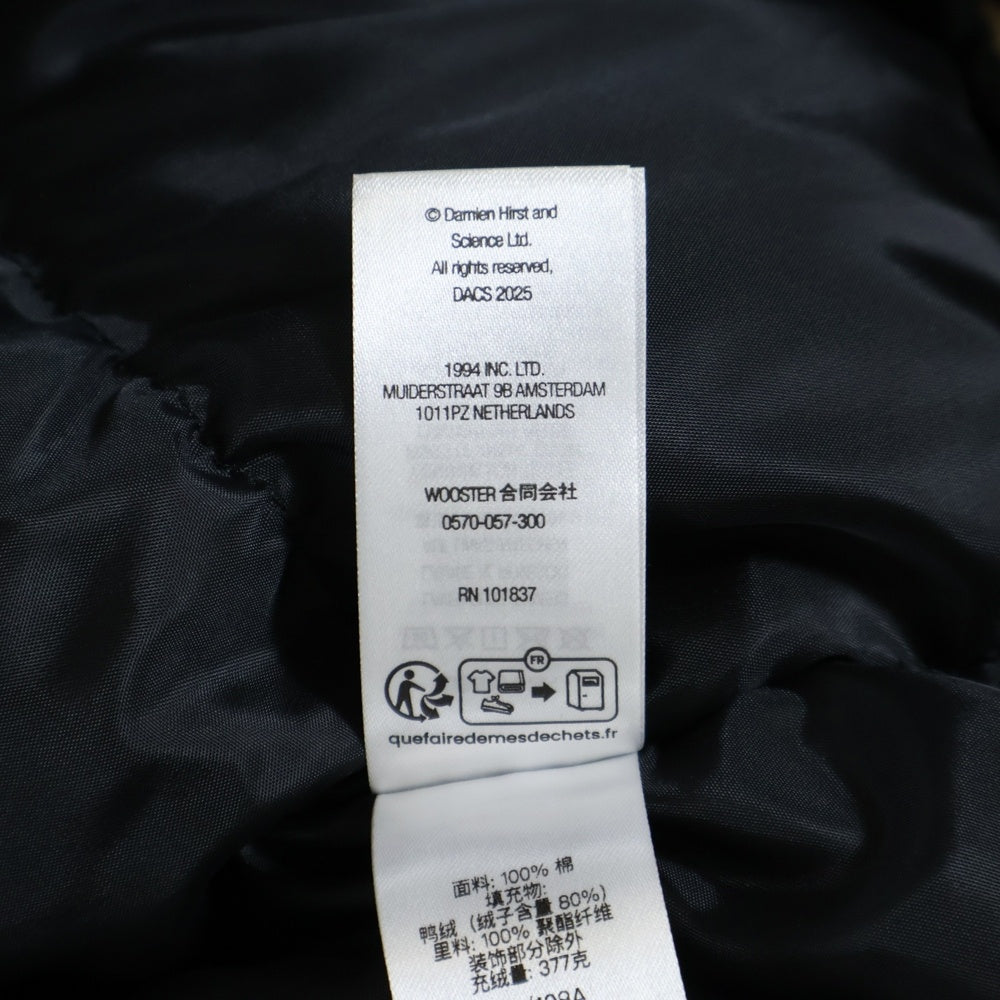 © Damien Hirst and
Science Ltd.
All rights reserved,
DACS 2025
1994 INC. LTD.
MUIDERSTRAAT 9B AMSTERDAM
1011PZ NETHERLANDS
WOOSTER 合同会社
0570-057-300
RN 101837
FR
quefairedemesdechets.fr
面料: 100% 棉
填充物:
鸭绒 (绒子含量 80%)
里料: 100% 聚酯纤维
装饰部分除外
充绒量: 377克